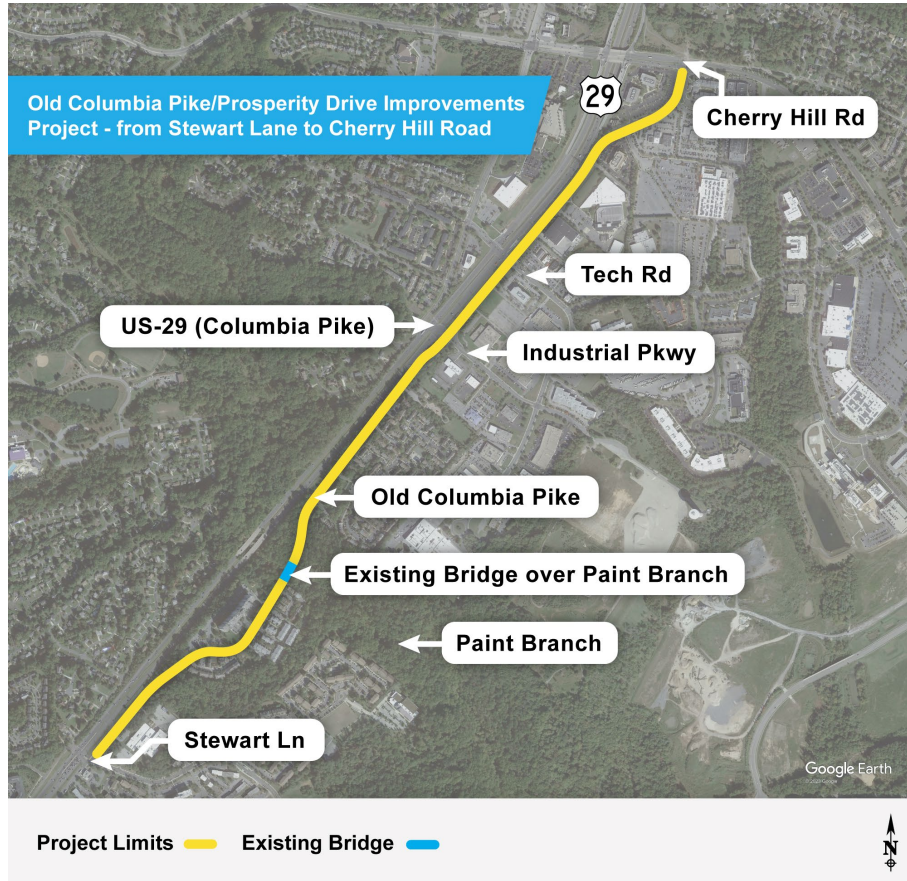 Old Columbia Pike/Prosperity Drive Improvements
Project - from Stewart Lane to Cherry Hill Road
29
Cherry Hill Rd
Tech Rd
US-29 (Columbia Pike)
Industrial Pkwy
Old Columbia Pike
Existing Bridge over Paint Branch
Paint Branch
Stewart Ln
Google Earth
Project Limits
Existing Bridge
N